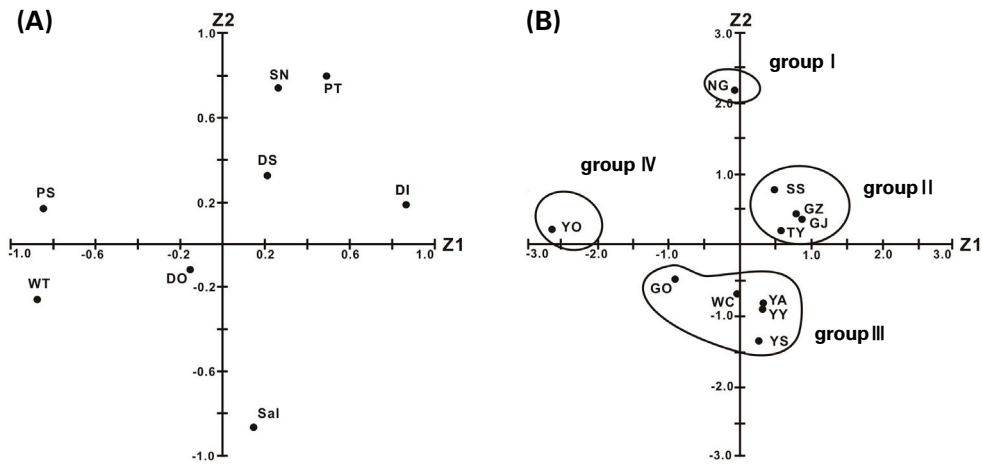 (A)
Z2
1.0
SN
PT
0.6
DS
PS
DI
0.2
-1.0
-0.6
0.2
0.6
1.0
Z1
DO
WT
-0.2
-0.6
Sal
-1.0
(B)
Z2
3.0
group Ⅰ
NG
2.0
group Ⅳ
1.0
SS
group Ⅱ
GZ
GJ
YO
TY
-3.0
-2.0
-1.0
1.0
2.0
3.0
Z1
GO
WC
YA
-1.0
YY
group Ⅲ
YS
-2.0
-3.0